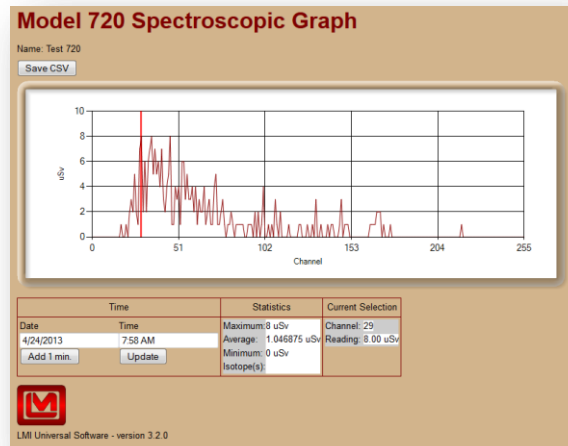 Model 720 Spectroscopic Graph
Name: Test 720
Save CSV
10
8
6
4
2
0
uSv
0 51 102 153 204 255
Channel
Time Statistics Current Selection
Date Time Maximum: 8 uSv Channel: 29
4/24/2013 7:58 AM Average: 1.046875 uSv Reading: 8.00 uSv
Add 1 min. Update Minimum: 0 uSv
Isotope(s):
LMI Universal Software - version 3.2.0